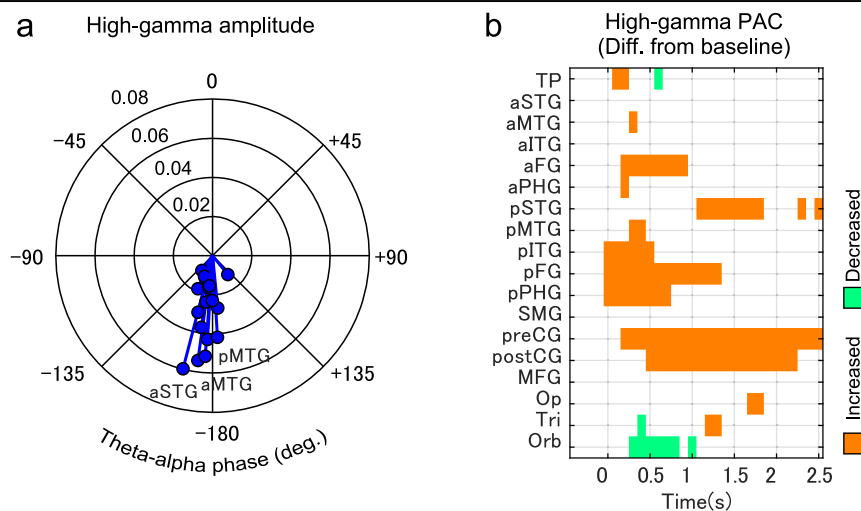 a
High-gamma amplitude
0
0.08
0.06
0.04
0.02
−45
+45
−90
+90
−135
+135
pMTG
aSTG
aMTG
−180
Theta-alpha phase (deg.)
b
High-gamma PAC
(Diff. from baseline)
TP
aSTG
aMTG
aITG
aFG
aPHG
pSTG
pMTG
pITG
pFG
pPHG
SMG
preCG
postCG
MFG
Op
Tri
Orb
0
0.5
1
1.5
2
2.5
Time(s)
Decreased
Increased